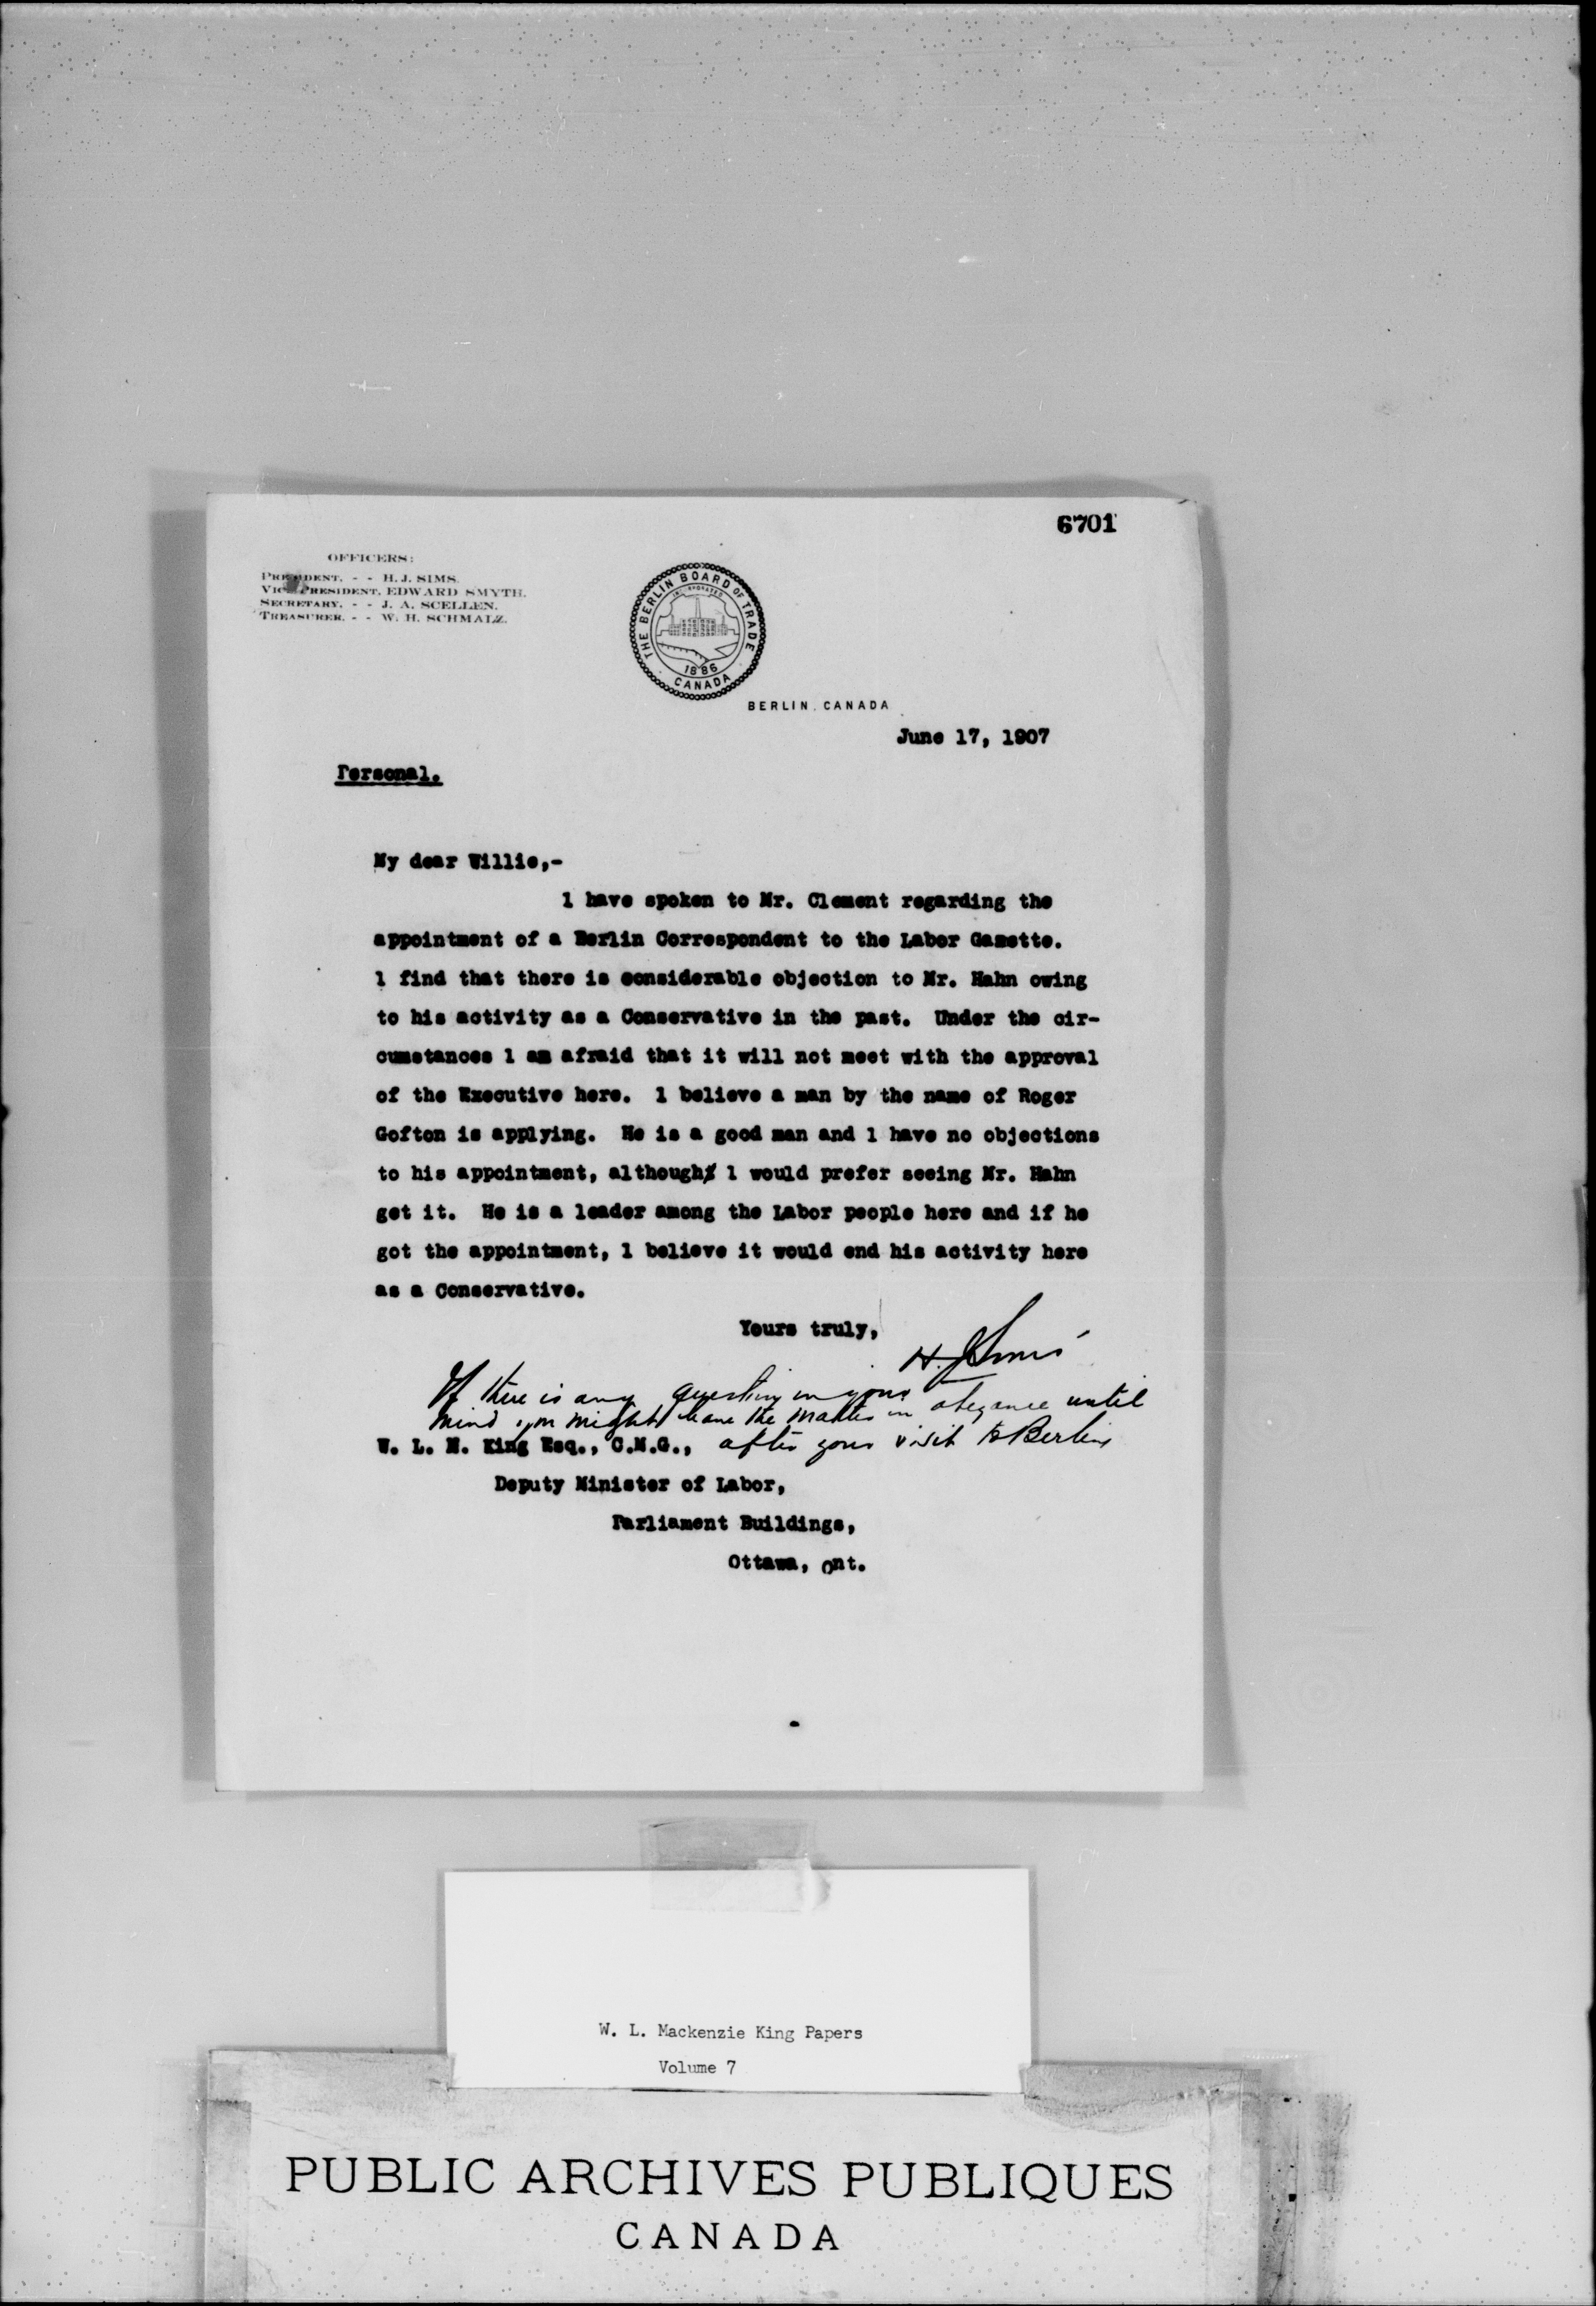 6701
OFFICERS:
PRESIDENT. - - H. J. SIMS.
VICE PRESIDENT, EDWARD SMYTH.
SECRETARY. - - J. A. SCELLEN.
TREASURER. - - W. H. SCHMALZ.
THE BERLIN BOARD OF TRADE
INCORPORATED
1886
CANADA
BERLIN, CANADA
June 17, 1907
Personal.
My dear Willie,-
1 have spoken to Mr. Clement regarding the
appointment of a Berlin Correspondent to the Labor Gazette.
1 find that there is considerable objection to Mr. Hahn owing
to his activity as a Conservative in the past. Under the cir-
cumstances 1 am afraid that it will not meet with the approval
of the Executive here. 1 believe a man by the name of Roger
Gofton is applying. He is a good man and 1 have no objections
to his appointment, although 1 would prefer seeing Mr. Hahn
get it. He is a leader among the Labor people here and if he
got the appointment, 1 believe it would end his activity here
as a Conservative.
Yours truly,
H. J Sims
If there is any question in your
mind you might leave the matter in abeyance until
after your visit to Berlin
W. L. M. King Esq., C.M.G.,
Deputy Minister of Labor,
Parliament Buildings,
Ottawa, Ont.
W. L. Mackenzie King Papers
Volume 7
PUBLIC ARCHIVES PUBLIQUES
CANADA